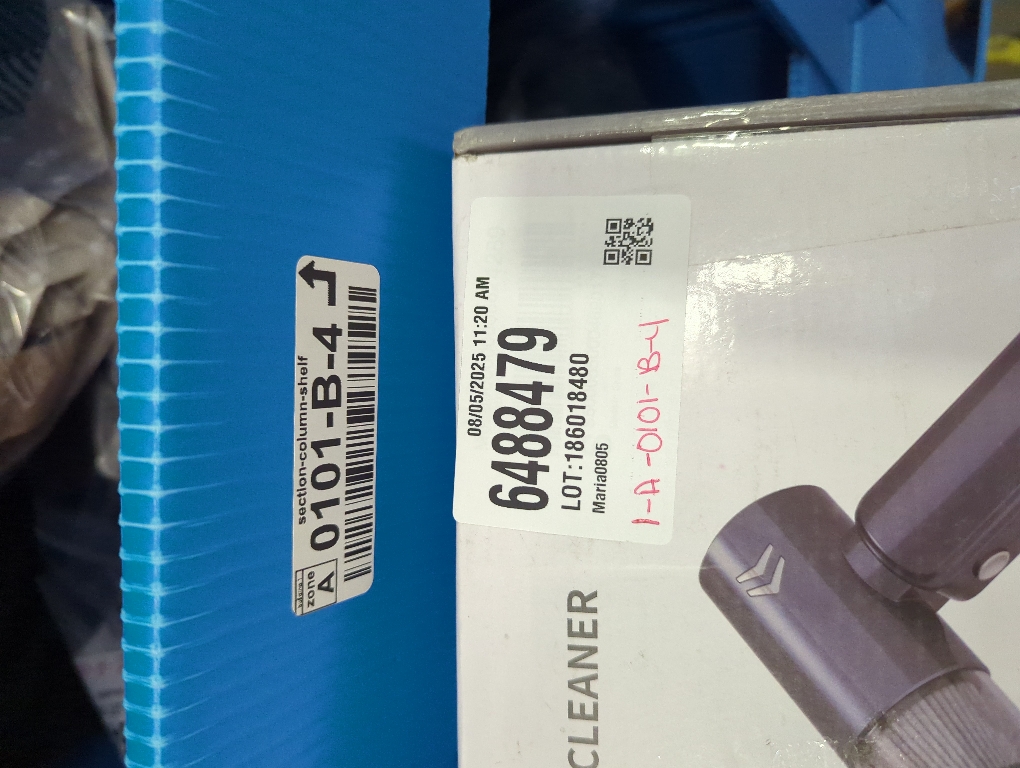 section-column-shelf
zone
A
0101-B-4
08/05/2025 11:20 AM
6488479
LOT:186018480
Maria0805
1-A-0101-B-4
CLEANER